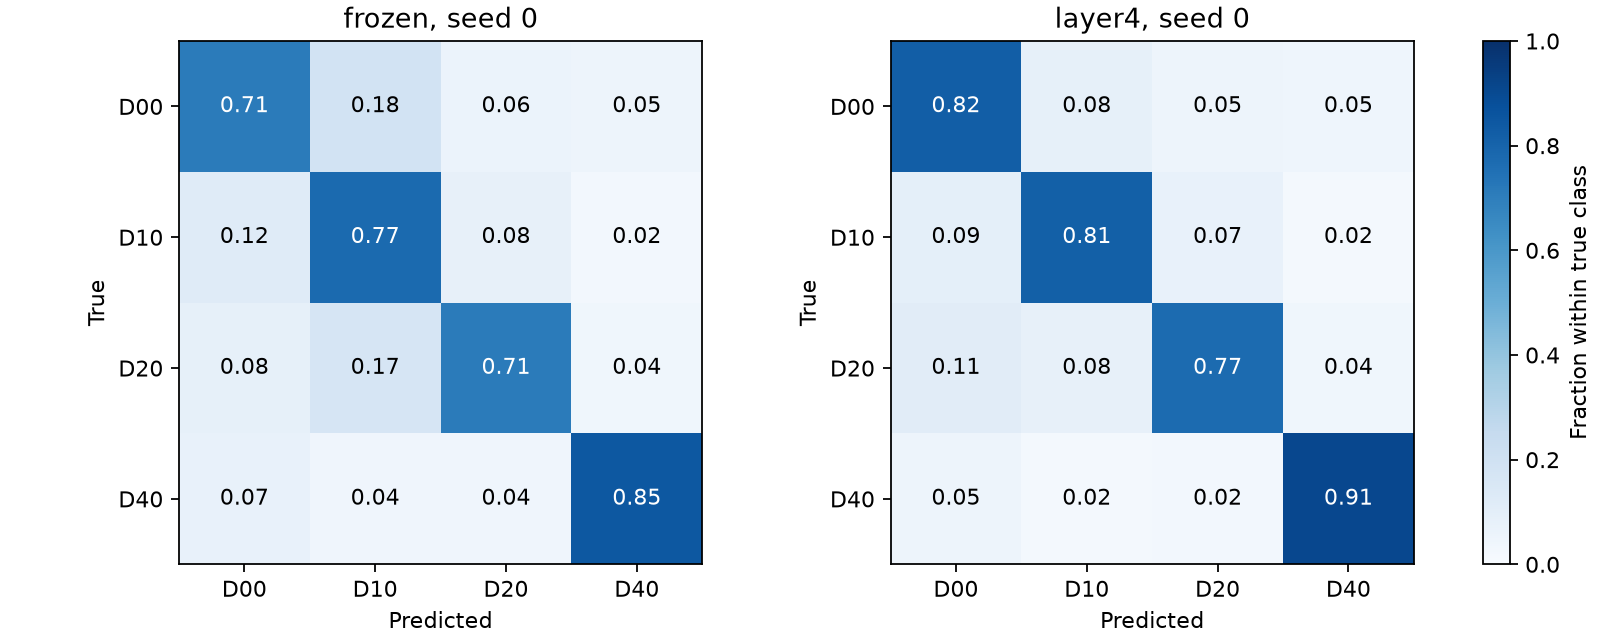 frozen, seed 0
True
D00 0.71 0.18 0.06 0.05
D10 0.12 0.77 0.08 0.02
D20 0.08 0.17 0.71 0.04
D40 0.07 0.04 0.04 0.85
D00 D10 D20 D40
Predicted
layer4, seed 0
True
D00 0.82 0.08 0.05 0.05
D10 0.09 0.81 0.07 0.02
D20 0.11 0.08 0.77 0.04
D40 0.05 0.02 0.02 0.91
D00 D10 D20 D40
Predicted
1.0
0.8
0.6
0.4
0.2
0.0
Fraction within true class